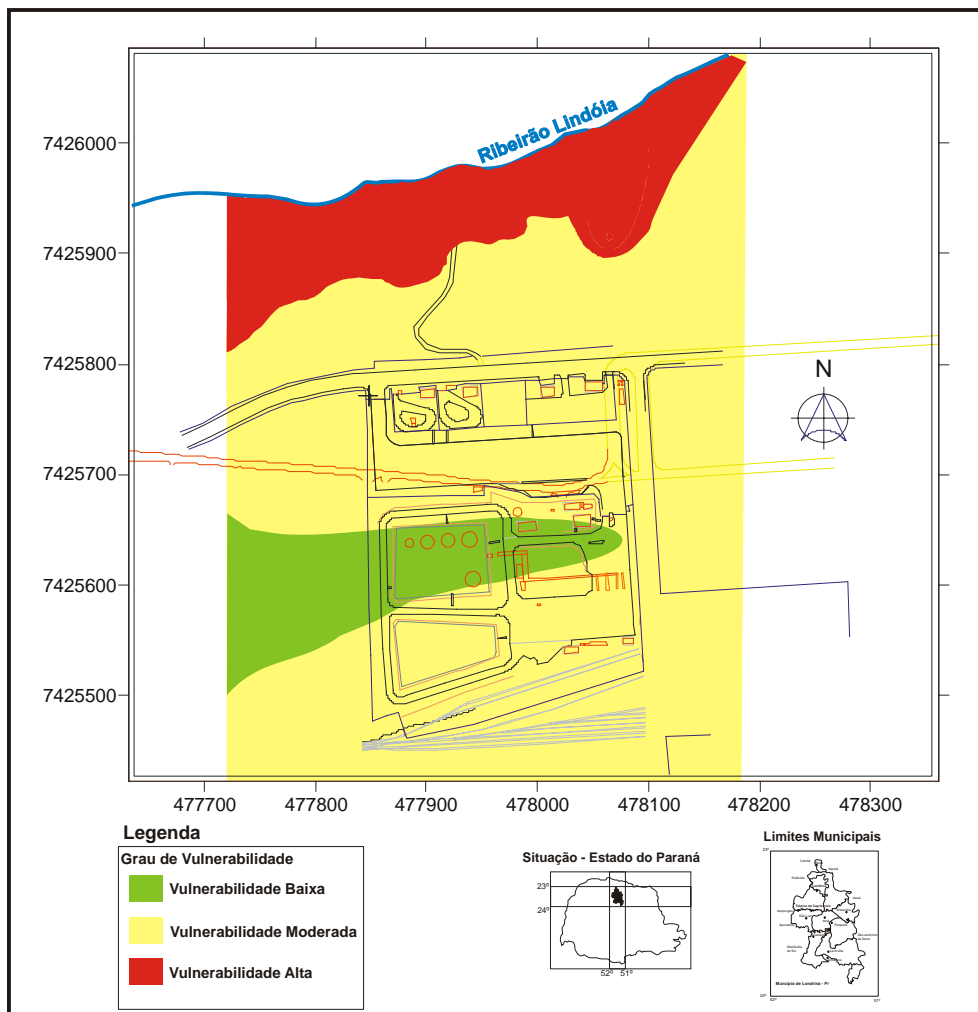 7426000
7425900
7425800
7425700
7425600
7425500
Ribeirão Lindóia
N
477700
477800
477900
478000
478100
478200
478300
Legenda
Grau de Vulnerabilidade
Vulnerabilidade Baixa
Vulnerabilidade Moderada
Vulnerabilidade Alta
Situação - Estado do Paraná
23º
24º
52º 51º
Limites Municipais
23º
Município de Londrina - Pr
52º